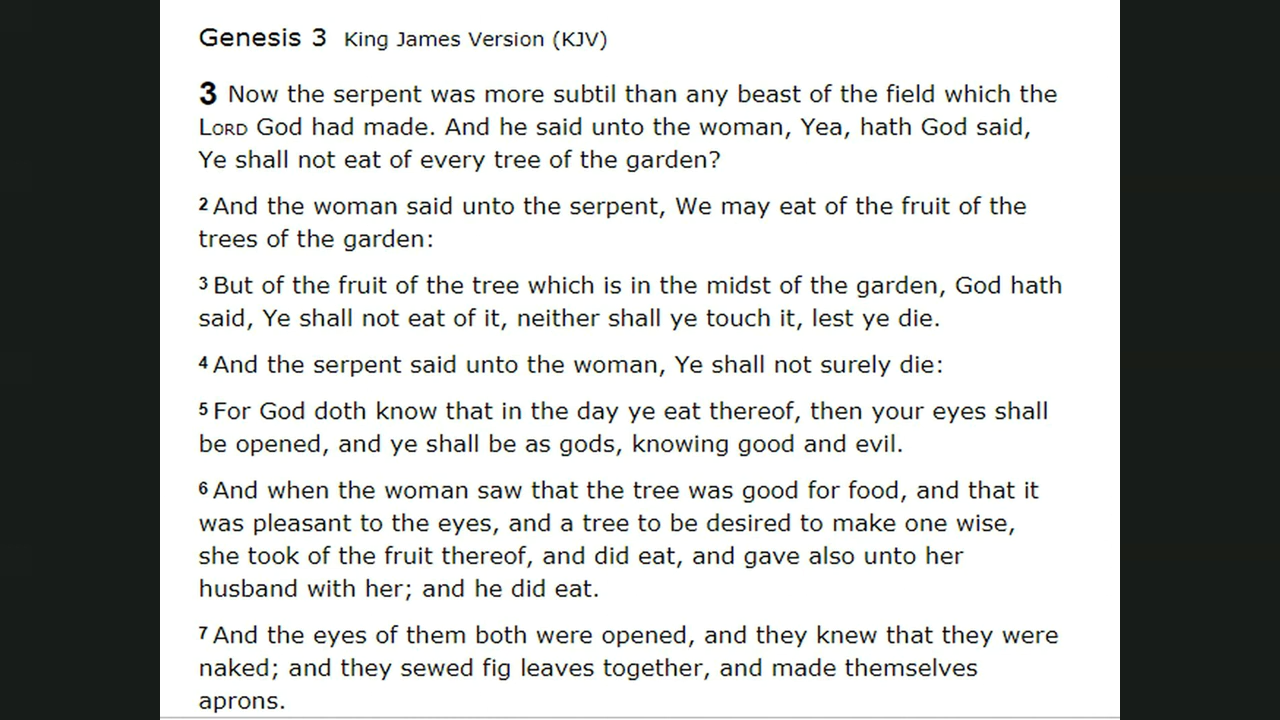 Genesis 3 King James Version (KJV)
3 Now the serpent was more subtil than any beast of the field which the
LORD God had made. And he said unto the woman, Yea, hath God said,
Ye shall not eat of every tree of the garden?
2 And the woman said unto the serpent, We may eat of the fruit of the
trees of the garden:
3 But of the fruit of the tree which is in the midst of the garden, God hath
said, Ye shall not eat of it, neither shall ye touch it, lest ye die.
4 And the serpent said unto the woman, Ye shall not surely die:
5 For God doth know that in the day ye eat thereof, then your eyes shall
be opened, and ye shall be as gods, knowing good and evil.
6 And when the woman saw that the tree was good for food, and that it
was pleasant to the eyes, and a tree to be desired to make one wise,
she took of the fruit thereof, and did eat, and gave also unto her
husband with her; and he did eat.
7 And the eyes of them both were opened, and they knew that they were
naked; and they sewed fig leaves together, and made themselves
aprons.